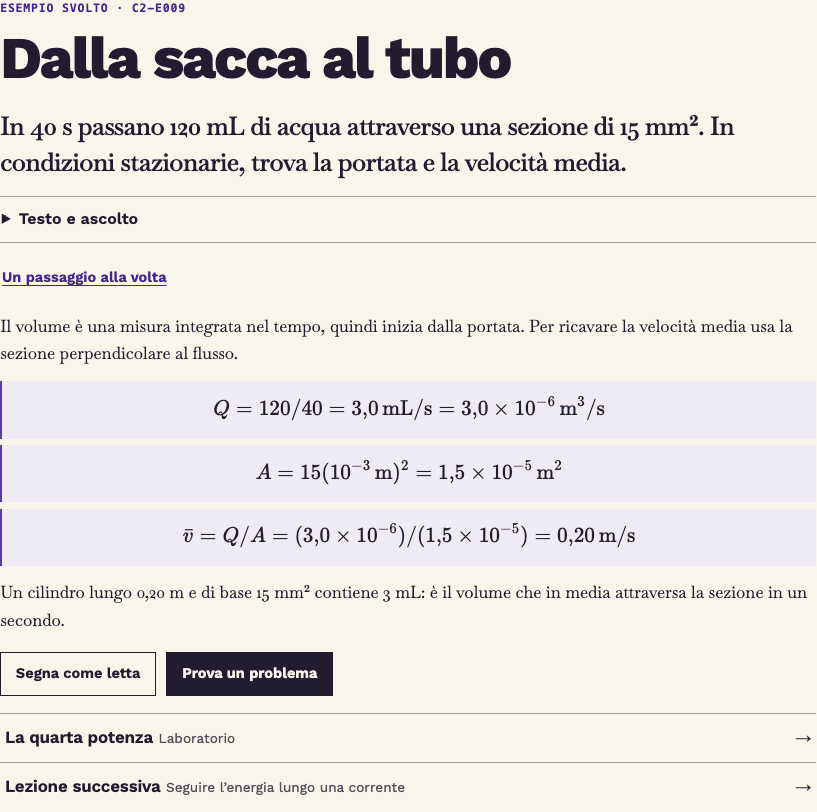 ESEMPIO SVOLTO · C2–E009
Dalla sacca al tubo
In 40 s passano 120 mL di acqua attraverso una sezione di 15 mm². In
condizioni stazionarie, trova la portata e la velocità media.
▶ Testo e ascolto
Un passaggio alla volta
Il volume è una misura integrata nel tempo, quindi inizia dalla portata. Per ricavare la velocità media usa la
sezione perpendicolare al flusso.
Q = 120/40 = 3,0 mL/s = 3,0 × 10⁻⁶ m³/s
A = 15(10⁻³ m)² = 1,5 × 10⁻⁵ m²
v̄ = Q/A = (3,0 × 10⁻⁶)/(1,5 × 10⁻⁵) = 0,20 m/s
Un cilindro lungo 0,20 m e di base 15 mm² contiene 3 mL: è il volume che in media attraversa la sezione in un
secondo.
Segna come letta Prova un problema
La quarta potenza Laboratorio →
Lezione successiva Seguire l’energia lungo una corrente →